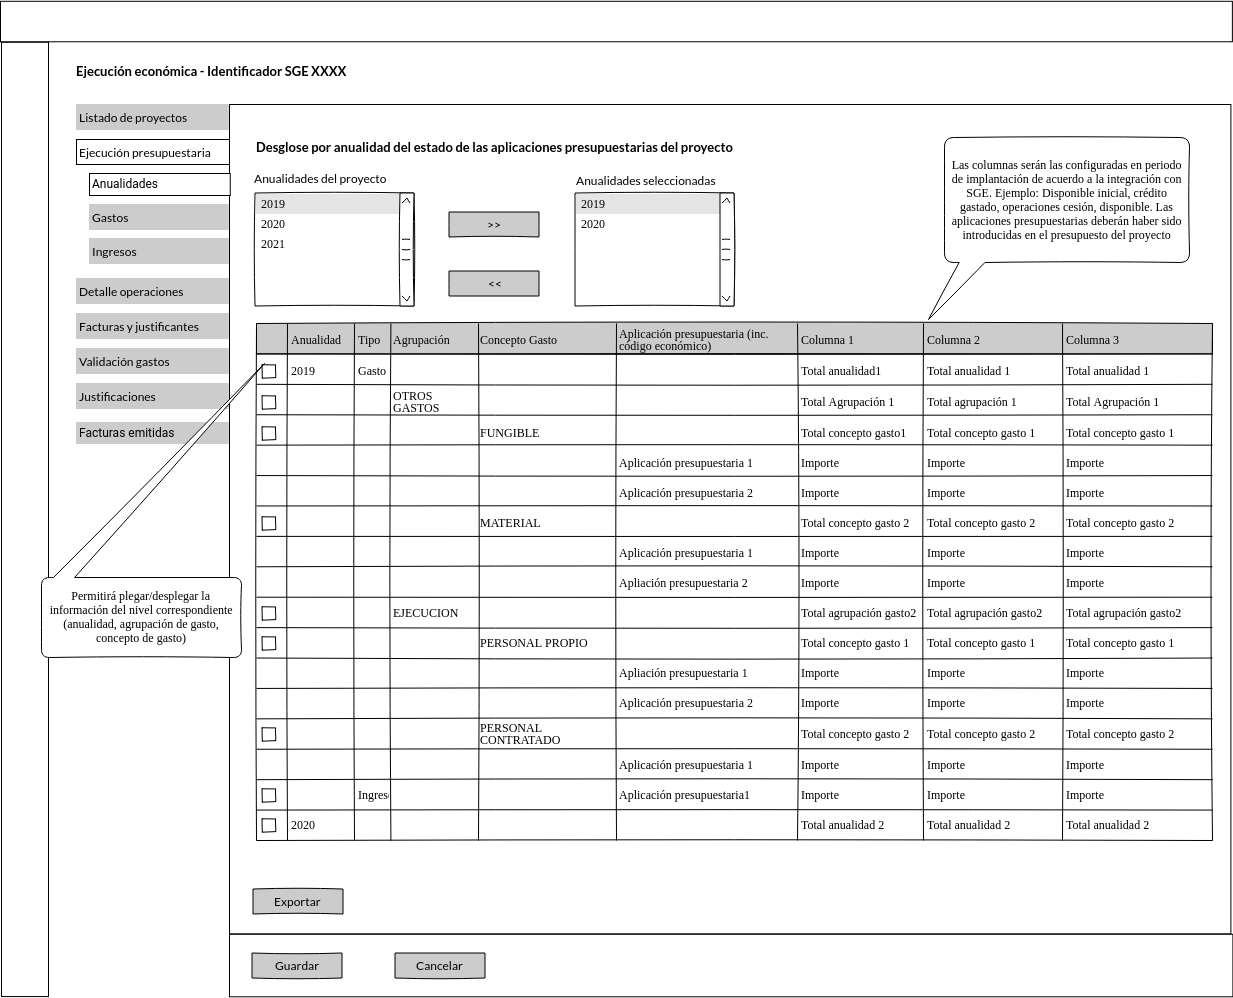 Ejecución económica - Identificador SGE XXXX
Listado de proyectos
Ejecución presupuestaria
Anualidades
Gastos
Ingresos
Detalle operaciones
Facturas y justificantes
Validación gastos
Justificaciones
Facturas emitidas
Desglose por anualidad del estado de las aplicaciones presupuestarias del proyecto
Anualidades del proyecto
2019
2020
2021
>>
<<
Anualidades seleccionadas
2019
2020
Las columnas serán las configuradas en periodo
de implantación de acuerdo a la integración con
SGE. Ejemplo: Disponible inicial, crédito
gastado, operaciones cesión, disponible. Las
aplicaciones presupuestarias deberán haber sido
introducidas en el presupuesto del proyecto
Anualidad Tipo Agrupación Concepto Gasto Aplicación presupuestaria (inc. código económico) Columna 1 Columna 2 Columna 3
2019 Gasto Total anualidad1 Total anualidad 1 Total anualidad 1
OTROS GASTOS Total Agrupación 1 Total agrupación 1 Total Agrupación 1
FUNGIBLE Total concepto gasto1 Total concepto gasto 1 Total concepto gasto 1
Aplicación presupuestaria 1 Importe Importe Importe
Aplicación presupuestaria 2 Importe Importe Importe
MATERIAL Total concepto gasto 2 Total concepto gasto 2 Total concepto gasto 2
Aplicación presupuestaria 1 Importe Importe Importe
Apliación presupuestaria 2 Importe Importe Importe
EJECUCION Total agrupación gasto2 Total agrupación gasto2 Total agrupación gasto2
PERSONAL PROPIO Total concepto gasto 1 Total concepto gasto 1 Total concepto gasto 1
Apliación presupuestaria 1 Importe Importe Importe
Aplicación presupuestaria 2 Importe Importe Importe
PERSONAL CONTRATADO Total concepto gasto 2 Total concepto gasto 2 Total concepto gasto 2
Aplicación presupuestaria 1 Importe Importe Importe
Ingres Aplicación presupuestaria1 Importe Importe Importe
2020 Total anualidad 2 Total anualidad 2 Total anualidad 2
Permitirá plegar/desplegar la
información del nivel correspondiente
(anualidad, agrupación de gasto,
concepto de gasto)
Exportar
Guardar
Cancelar